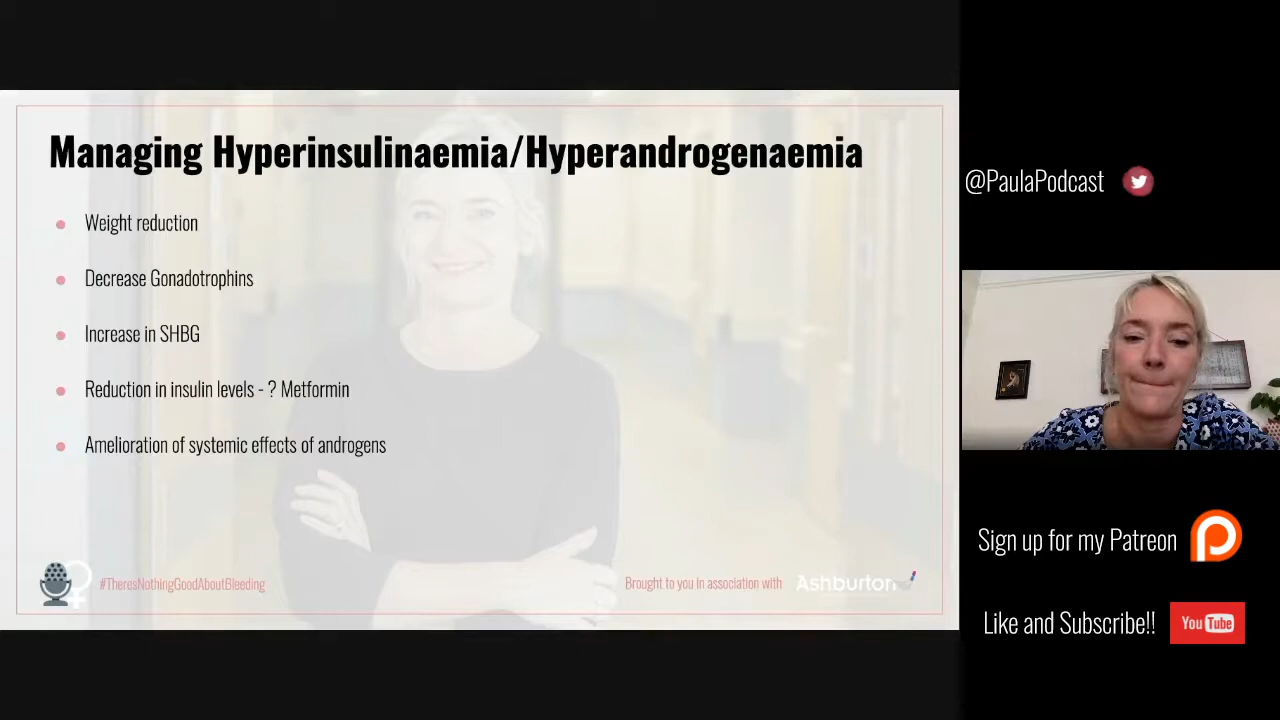 Managing Hyperinsulinaemia/Hyperandrogenaemia
Weight reduction
Decrease Gonadotrophins
Increase in SHBG
Reduction in insulin levels - ? Metformin
Amelioration of systemic effects of androgens
#TheresNothingGoodAboutBleeding
Brought to you in association with Ashburton
@PaulaPodcast
Sign up for my Patreon
Like and Subscribe!! YouTube